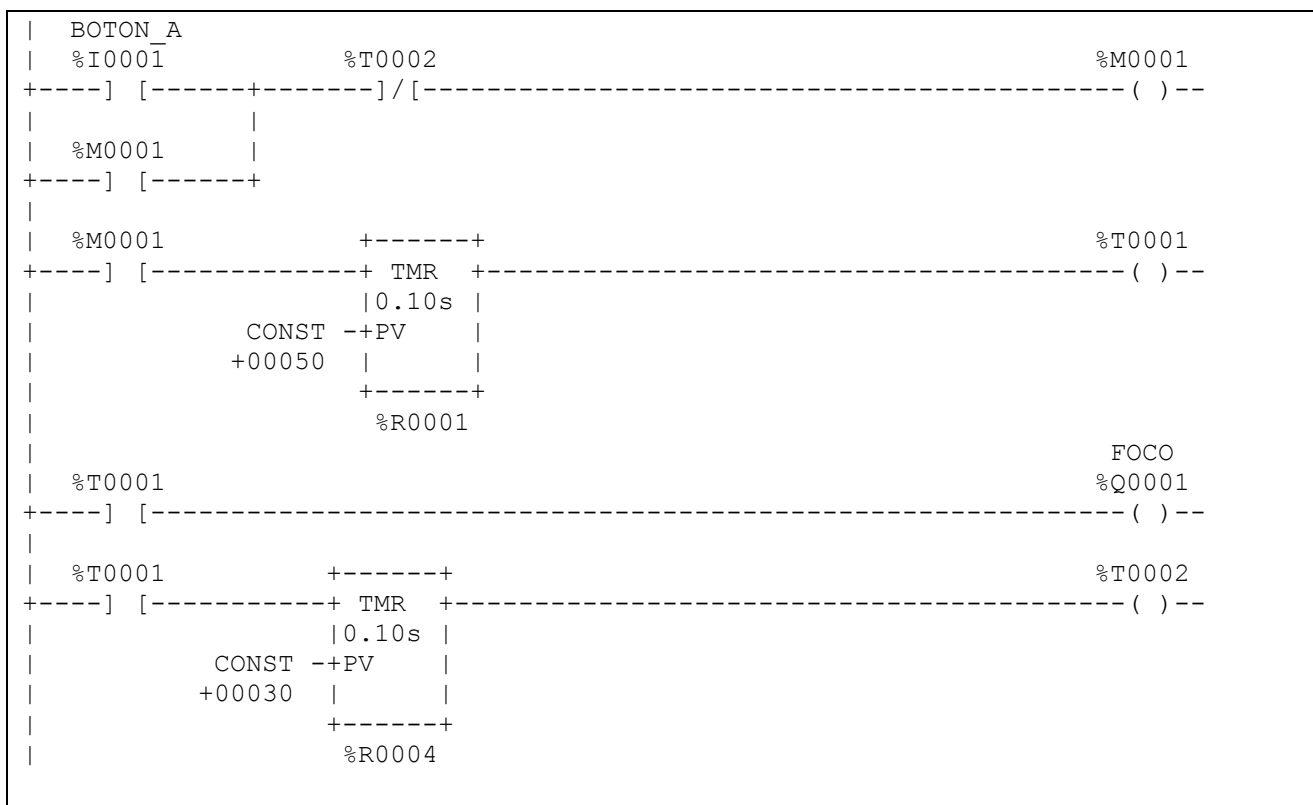 | BOTON_A
| %I0001 %T0002 %M0001
+----] [------+-------]/[---------------------------------------------( )--
| |
| %M0001 |
+----] [------+
|
| %M0001 +------+ %T0001
+----] [-------------+ TMR +-----------------------------------------( )--
| |0.10s |
| CONST -+PV |
| +00050 | |
| +------+
| %R0001
| FOCO
| %T0001 %Q0001
+----] [--------------------------------------------------------------( )--
|
| %T0001 +------+ %T0002
+----] [-----------+ TMR +-------------------------------------------( )--
| |0.10s |
| CONST -+PV |
| +00030 | |
| +------+
| %R0004